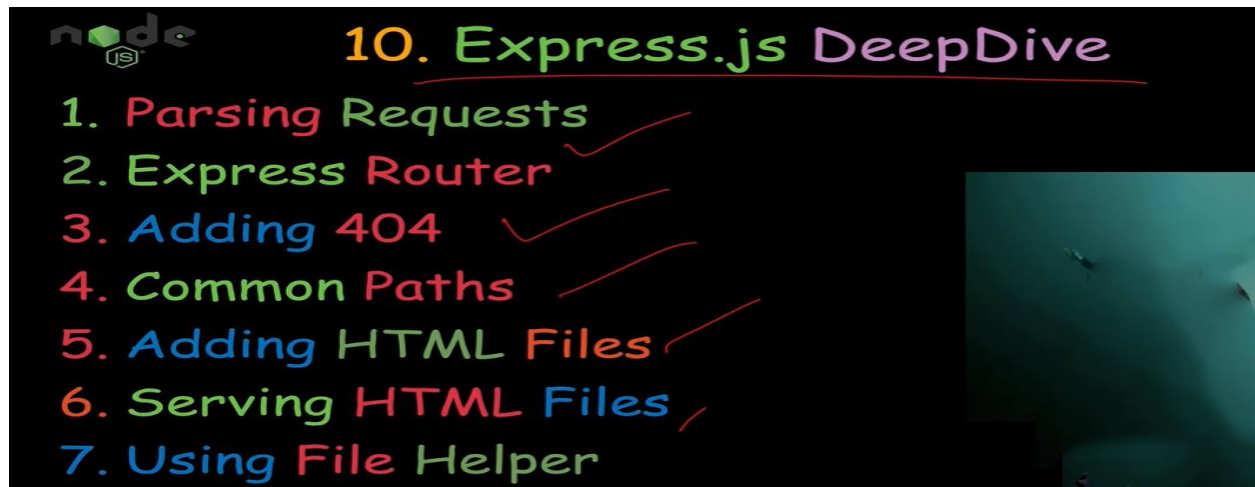 node
JS
10. Express.js DeepDive
1. Parsing Requests
2. Express Router
3. Adding 404
4. Common Paths
5. Adding HTML Files
6. Serving HTML Files
7. Using File Helper